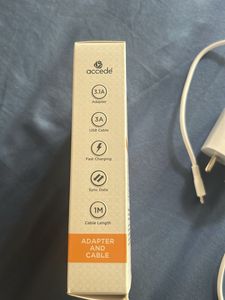 accede
3.1A
Adapter
3A
USB Cable
Fast Charging
Sync Data
1M
Cable Length
ADAPTER
AND
CABLE